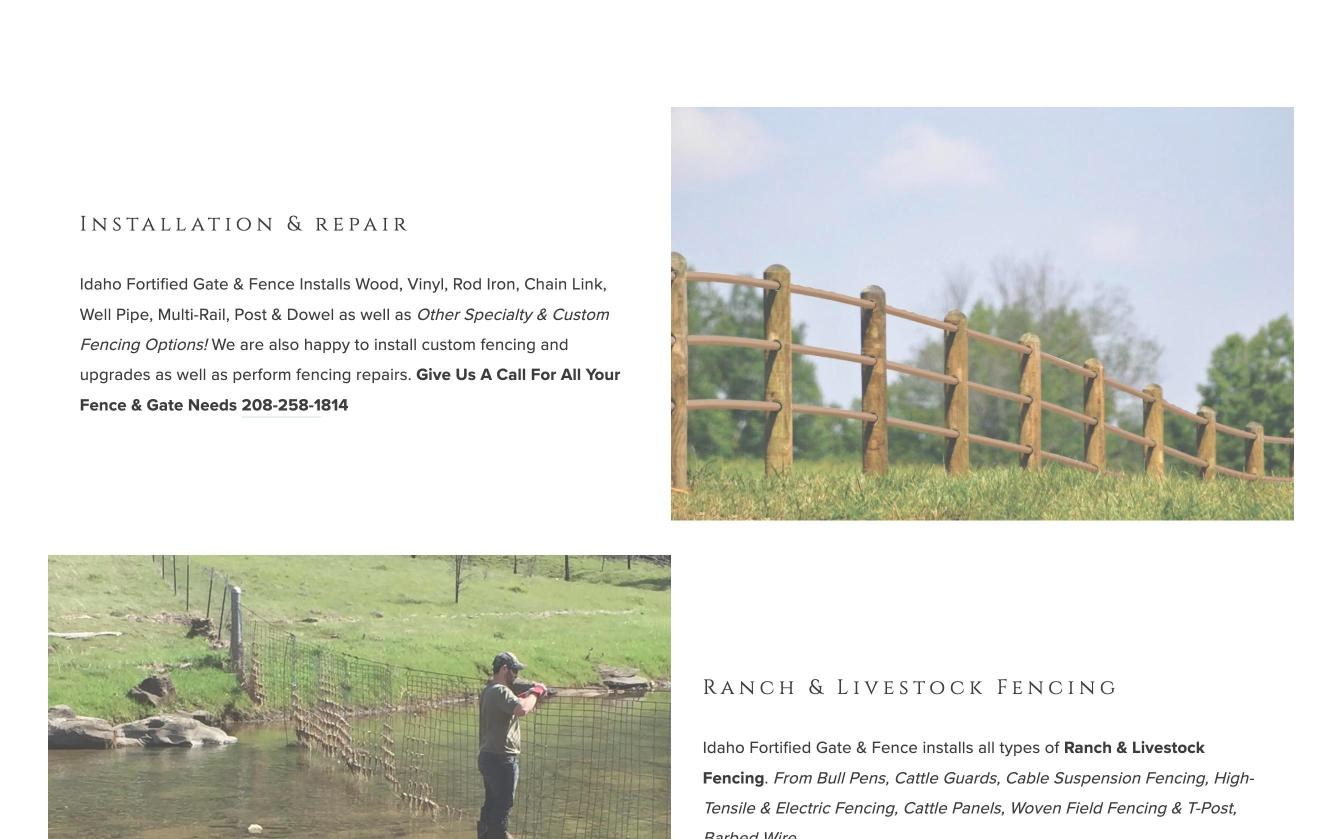 Installation & repair
Idaho Fortified Gate & Fence Installs Wood, Vinyl, Rod Iron, Chain Link,
Well Pipe, Multi-Rail, Post & Dowel as well as Other Specialty & Custom
Fencing Options! We are also happy to install custom fencing and
upgrades as well as perform fencing repairs. Give Us A Call For All Your
Fence & Gate Needs 208-258-1814
Ranch & Livestock Fencing
Idaho Fortified Gate & Fence installs all types of Ranch & Livestock
Fencing. From Bull Pens, Cattle Guards, Cable Suspension Fencing, High-
Tensile & Electric Fencing, Cattle Panels, Woven Field Fencing & T-Post,
Barbed Wire